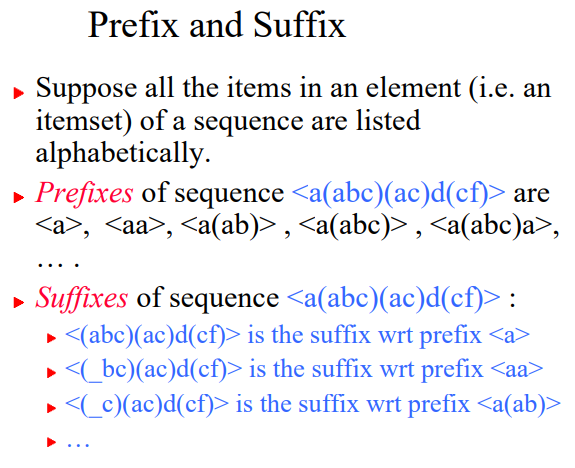 Prefix and Suffix
Suppose all the items in an element (i.e. an
itemset) of a sequence are listed
alphabetically.
Prefixes of sequence <a(abc)(ac)d(cf)> are
<a>, <aa>, <a(ab)> , <a(abc)> , <a(abc)a>,
… .
Suffixes of sequence <a(abc)(ac)d(cf)> :
<(abc)(ac)d(cf)> is the suffix wrt prefix <a>
<(_bc)(ac)d(cf)> is the suffix wrt prefix <aa>
<(_c)(ac)d(cf)> is the suffix wrt prefix <a(ab)>
…